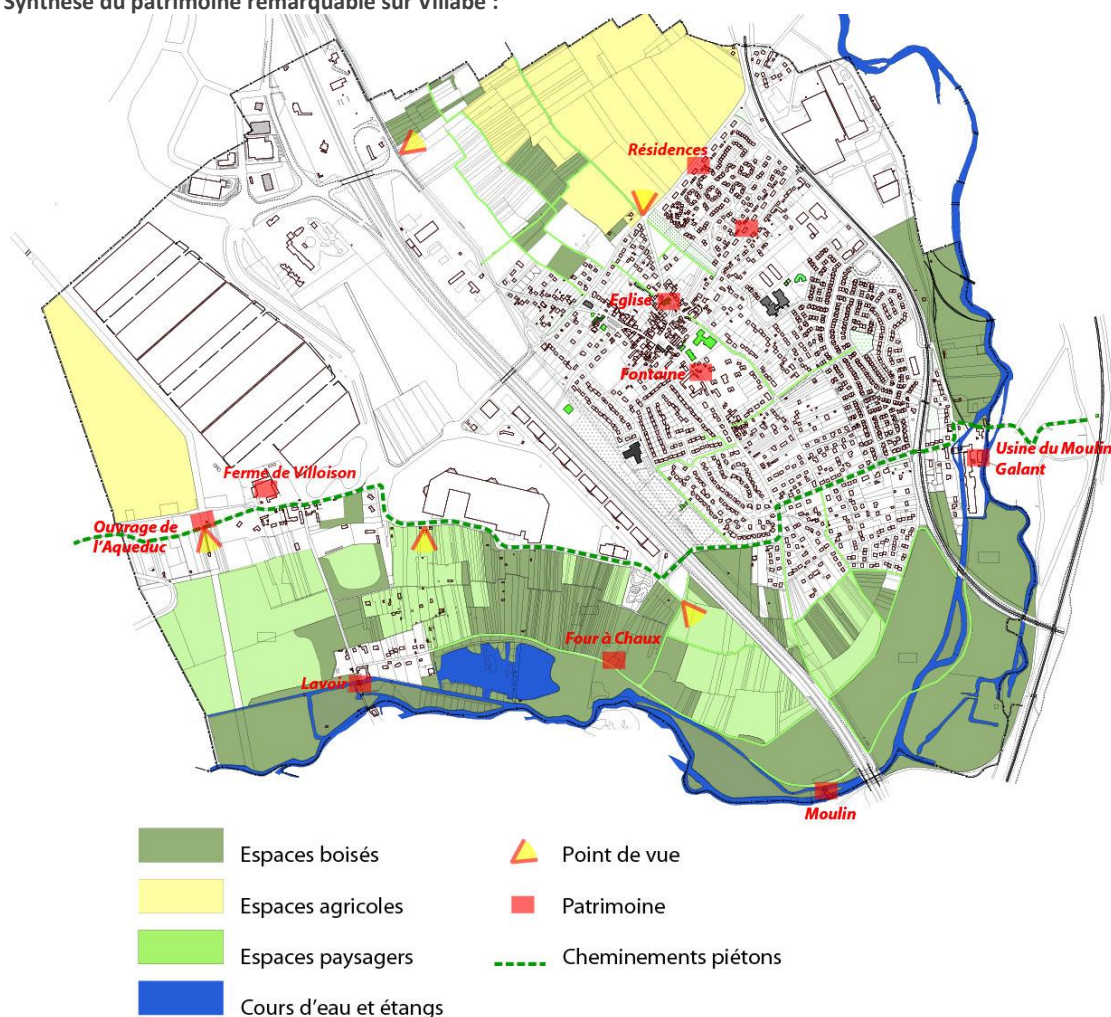 Synthèse du patrimoine remarquable sur Villabé :
Résidences
Eglise
Fontaine
Usine du Moulin
Galant
Ferme de Villoison
Ouvrage de
l'Aqueduc
Four à Chaux
Lavoir
Moulin
Espaces boisés
Point de vue
Espaces agricoles
Patrimoine
Espaces paysagers
Cheminements piétons
Cours d'eau et étangs